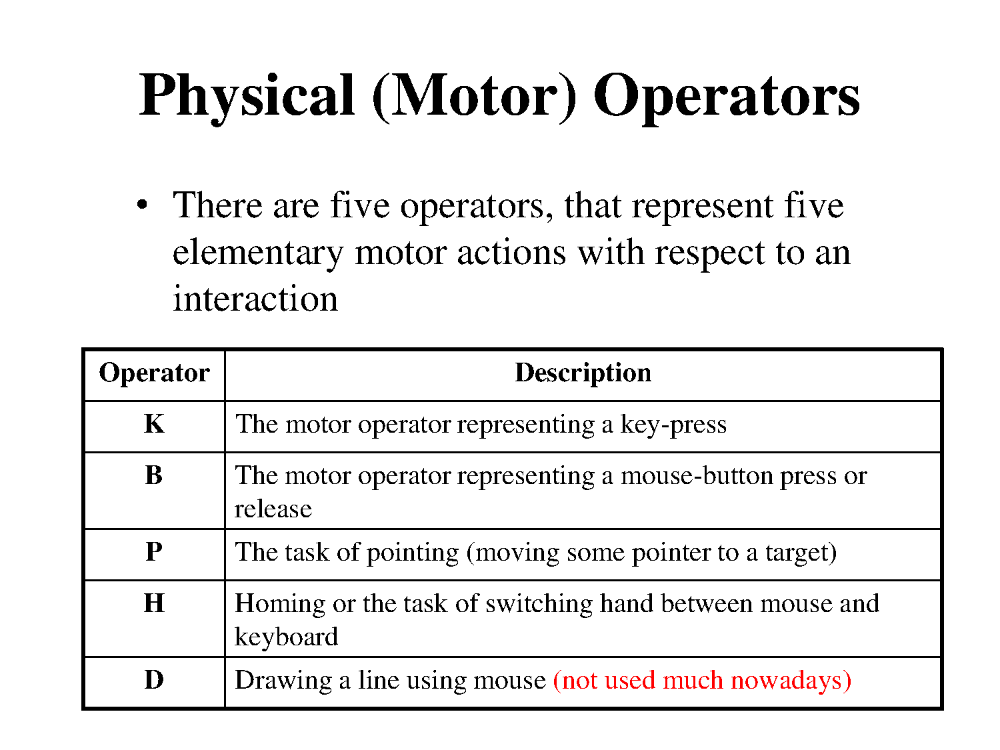 Physical (Motor) Operators
• There are five operators, that represent five
elementary motor actions with respect to an
interaction
Operator Description
K The motor operator representing a key-press
B The motor operator representing a mouse-button press or
release
P The task of pointing (moving some pointer to a target)
H Homing or the task of switching hand between mouse and
keyboard
D Drawing a line using mouse (not used much nowadays)